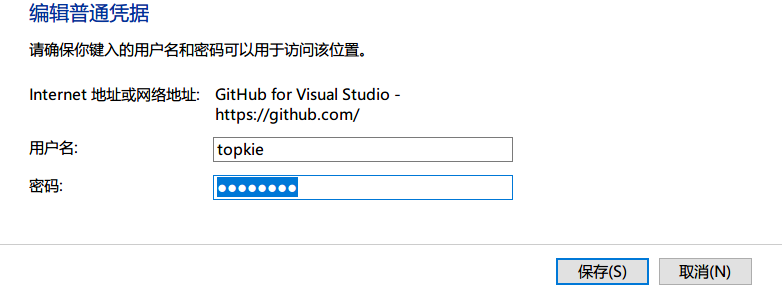 编辑普通凭据
请确保你键入的用户名和密码可以用于访问该位置。
Internet 地址或网络地址: GitHub for Visual Studio -
https://github.com/
用户名: topkie
密码: ●●●●●●●●
保存(S) 取消(N)